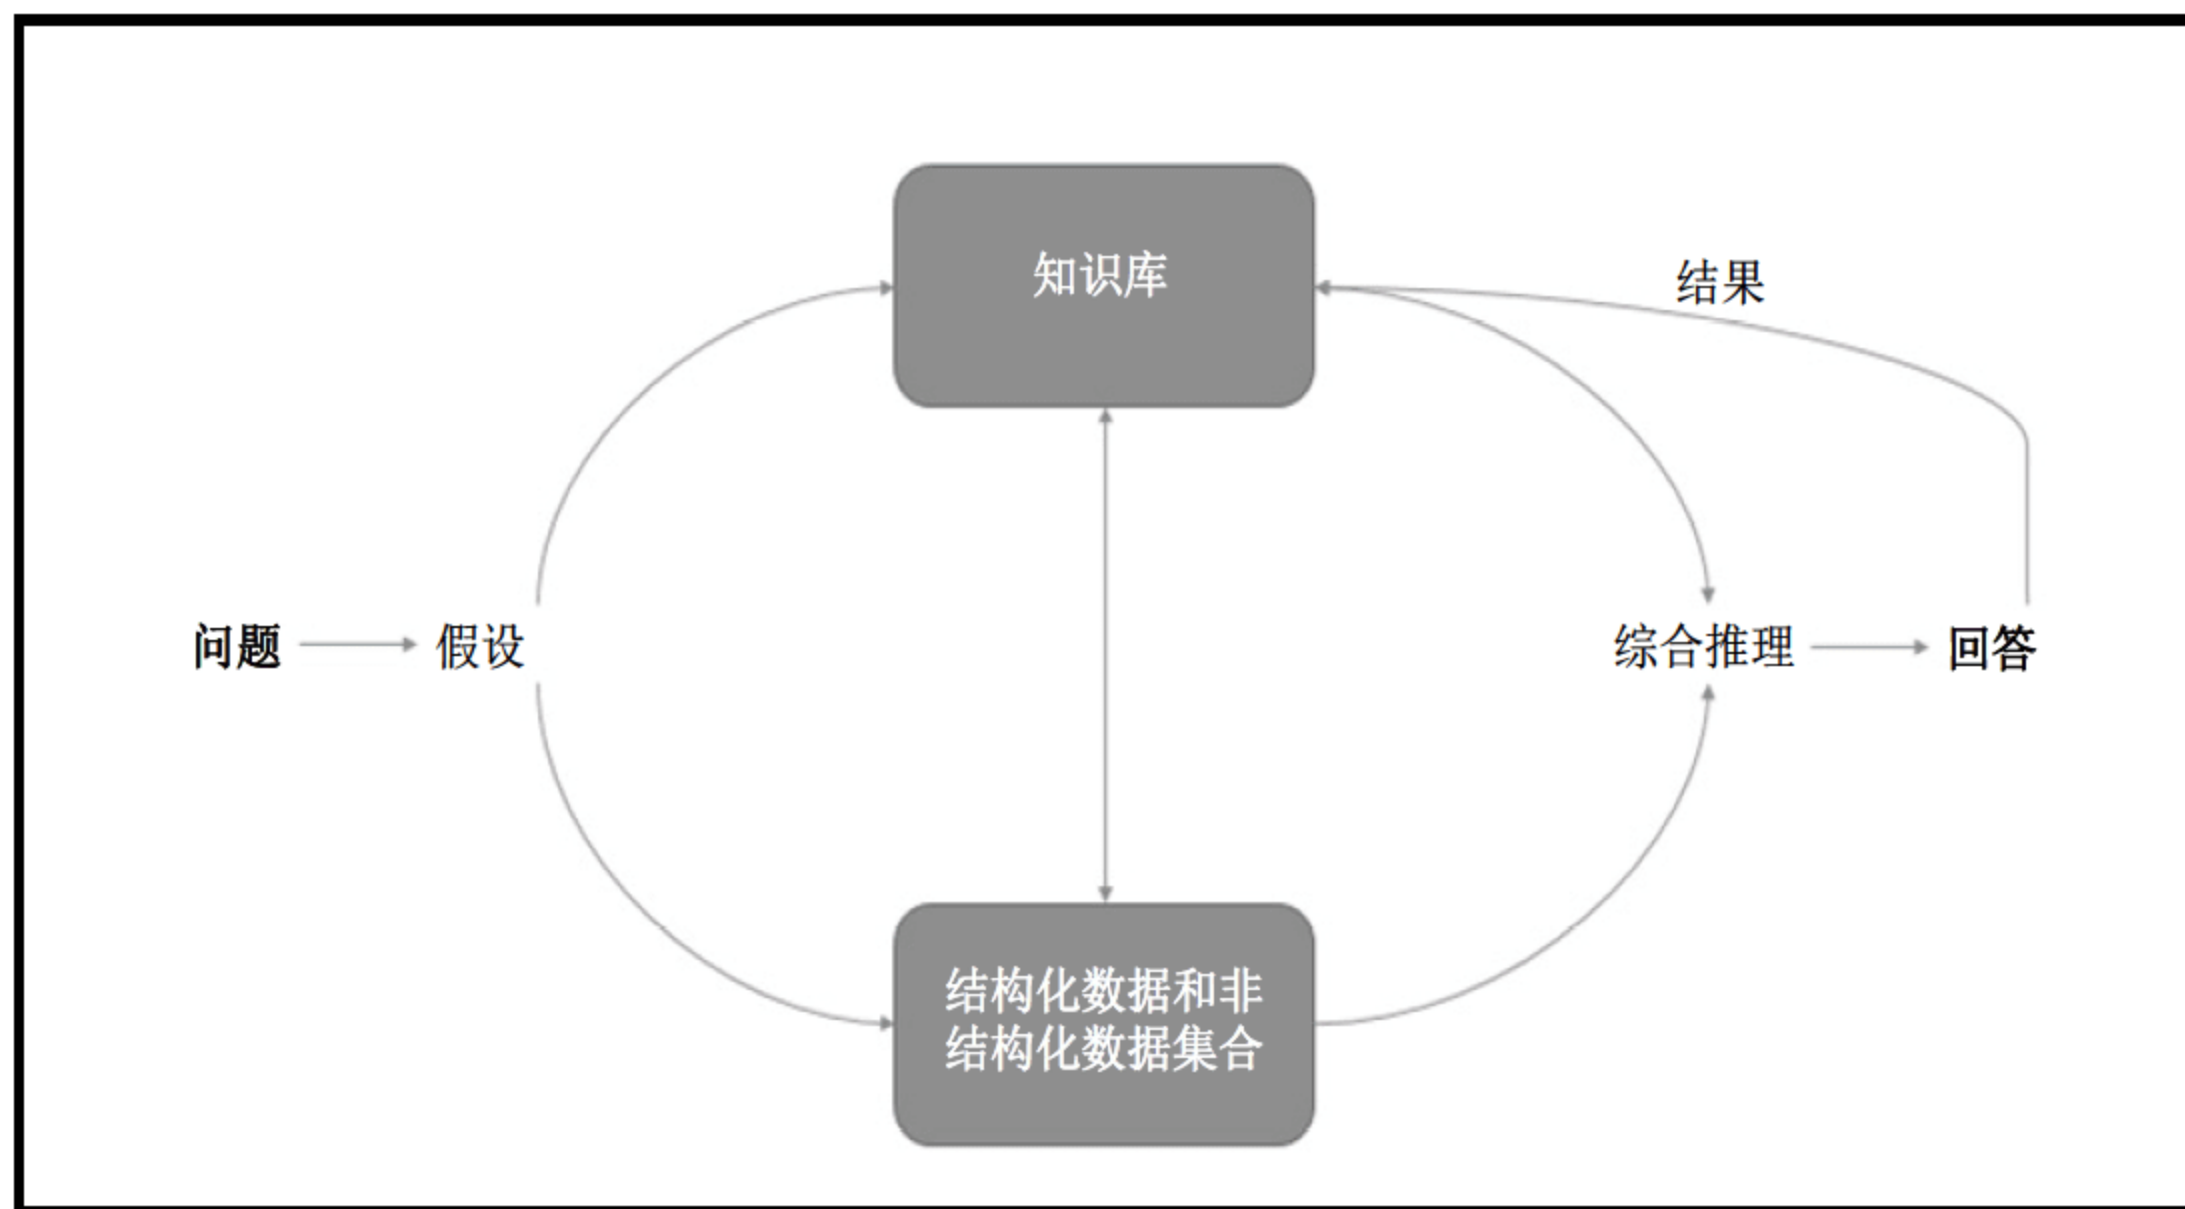 知识库
结果
问题
假设
综合推理
回答
结构化数据和非
结构化数据集合